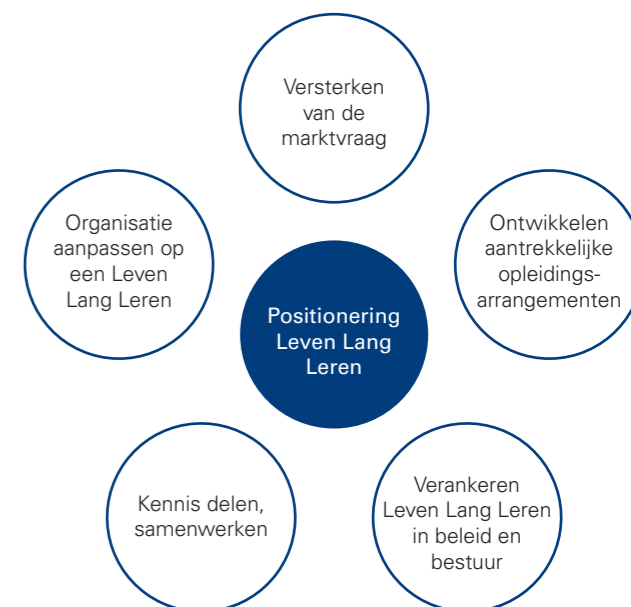 Versterken
van de
marktvraag
Organisatie
aanpassen op
een Leven
Lang Leren
Ontwikkelen
aantrekkelijke
opleidings-
arrangementen
Positionering
Leven Lang
Leren
Kennis delen,
samenwerken
Verankeren
Leven Lang Leren
in beleid en
bestuur